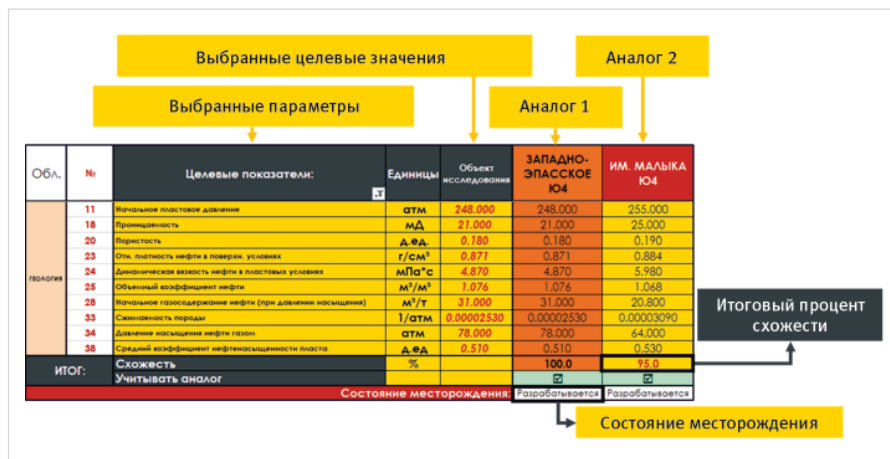 Выбранные целевые значения
Аналог 2
Выбранные параметры
Аналог 1
Обл. № Целевые показатели: Единицы Объект исследования ЗАПАДНО-ЭПАССКОЕ Ю4 ИМ. МАЛЫКА Ю4
ГЕОЛОГИЯ
11 Начальное пластовое давление атм 248.000 248.000 255.000
18 Проницаемость мД 21.000 21.000 25.000
20 Пористость д.ед. 0.180 0.180 0.190
23 Отн. плотность нефти в поверхн. условиях г/см³ 0.871 0.871 0.884
24 Динамическая вязкость нефти в пластовых условиях мПа*с 4.870 4.870 5.980
25 Объемный коэффициент нефти м³/м³ 1.076 1.076 1.068
28 Начальное газосодержание нефти (при давлении насыщения) м³/т 31.000 31.000 20.800
33 Сжимаемость породы 1/атм 0.00002530 0.00002530 0.00003090
34 Давление насыщения нефти газом атм 78.000 78.000 64.000
38 Средний коэффициент нефтенасыщенности пласта д.ед 0.510 0.510 0.530
ИТОГ: Схожесть % 100.0 95.0
Учитывать аналог
Состояние месторождения: Разрабатывается Разрабатывается
Итоговый процент
схожести
Состояние месторождения